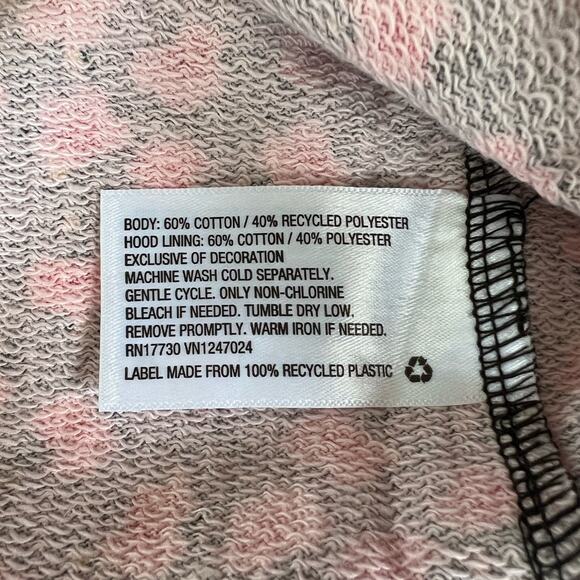 BODY: 60% COTTON / 40% RECYCLED POLYESTER
HOOD LINING: 60% COTTON / 40% POLYESTER
EXCLUSIVE OF DECORATION
MACHINE WASH COLD SEPARATELY.
GENTLE CYCLE. ONLY NON-CHLORINE
BLEACH IF NEEDED. TUMBLE DRY LOW,
REMOVE PROMPTLY. WARM IRON IF NEEDED.
RN17730 VN1247024
LABEL MADE FROM 100% RECYCLED PLASTIC